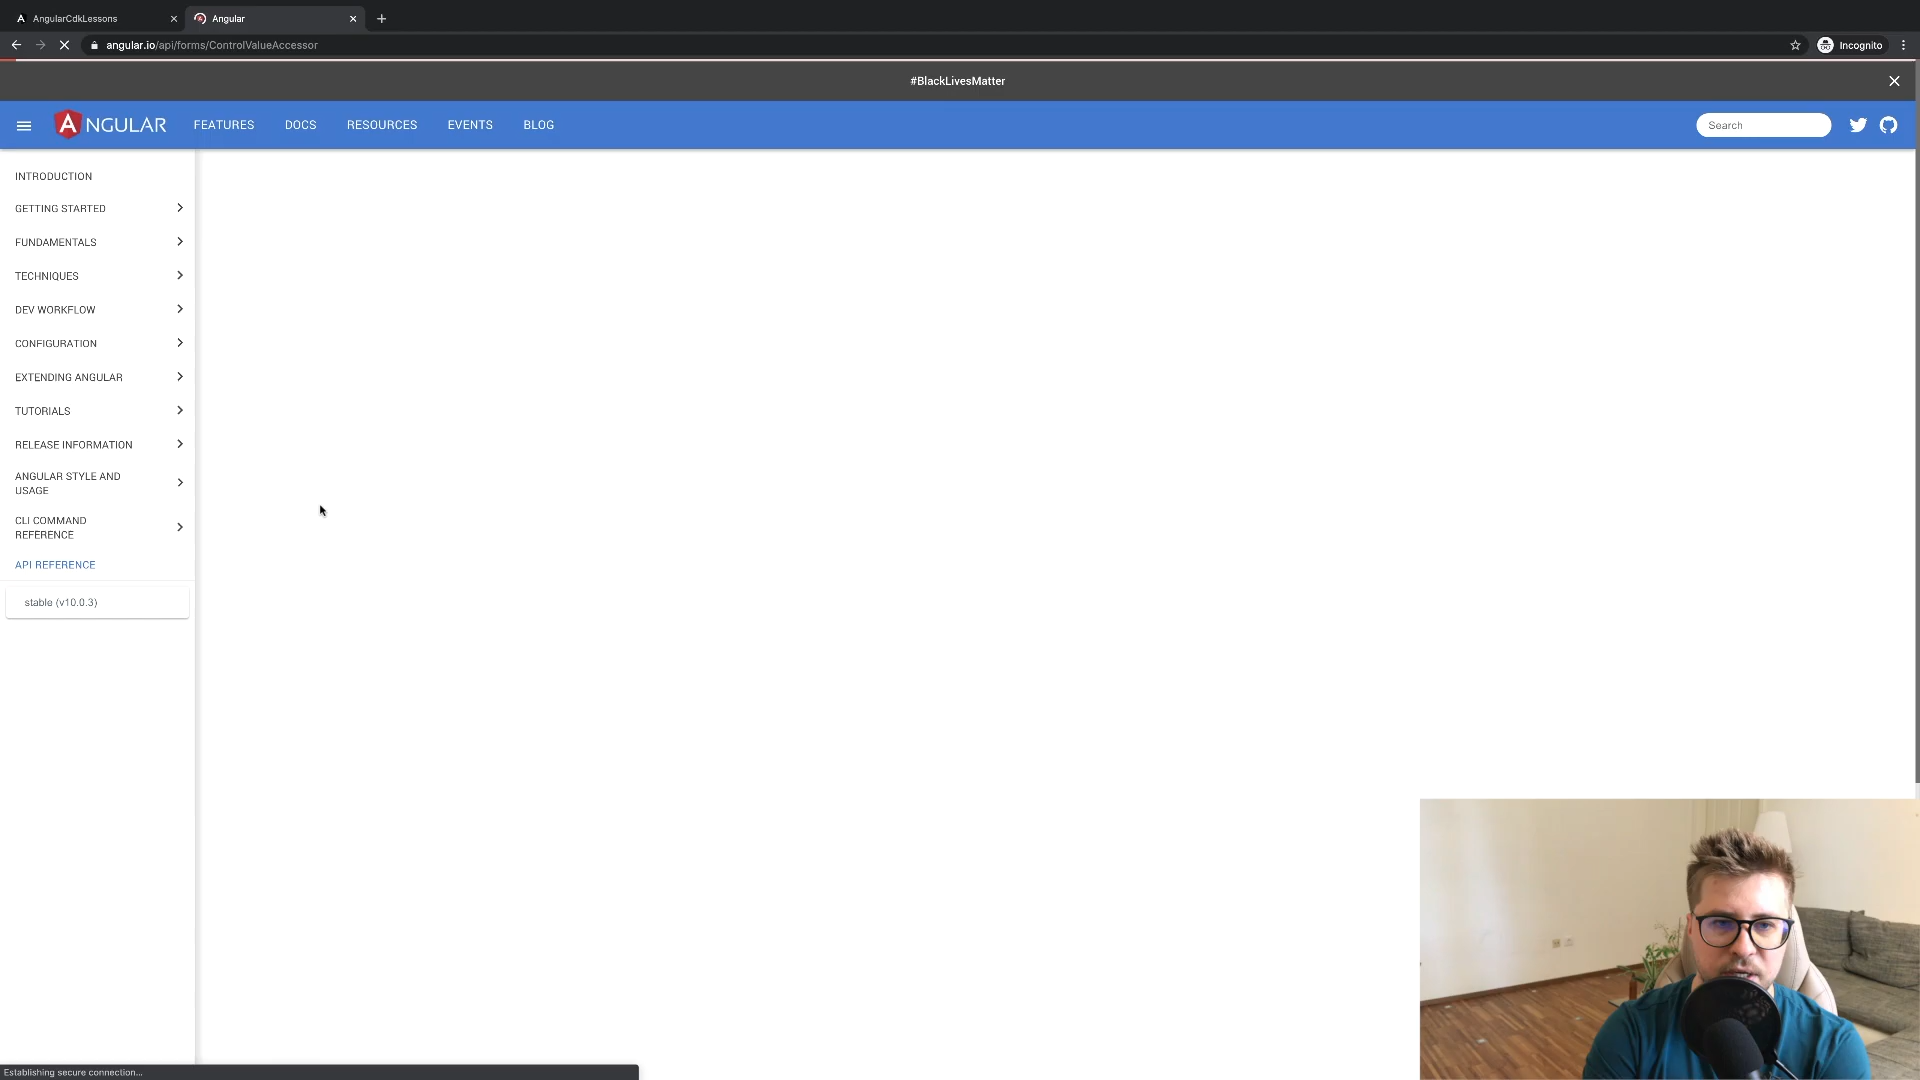 AngularCdkLessons
Angular
angular.io/api/forms/ControlValueAccessor
Incognito
#BlackLivesMatter
ANGULAR
FEATURES
DOCS
RESOURCES
EVENTS
BLOG
Search
INTRODUCTION
GETTING STARTED
FUNDAMENTALS
TECHNIQUES
DEV WORKFLOW
CONFIGURATION
EXTENDING ANGULAR
TUTORIALS
RELEASE INFORMATION
ANGULAR STYLE AND
USAGE
CLI COMMAND
REFERENCE
API REFERENCE
stable (v10.0.3)
Establishing secure connection...